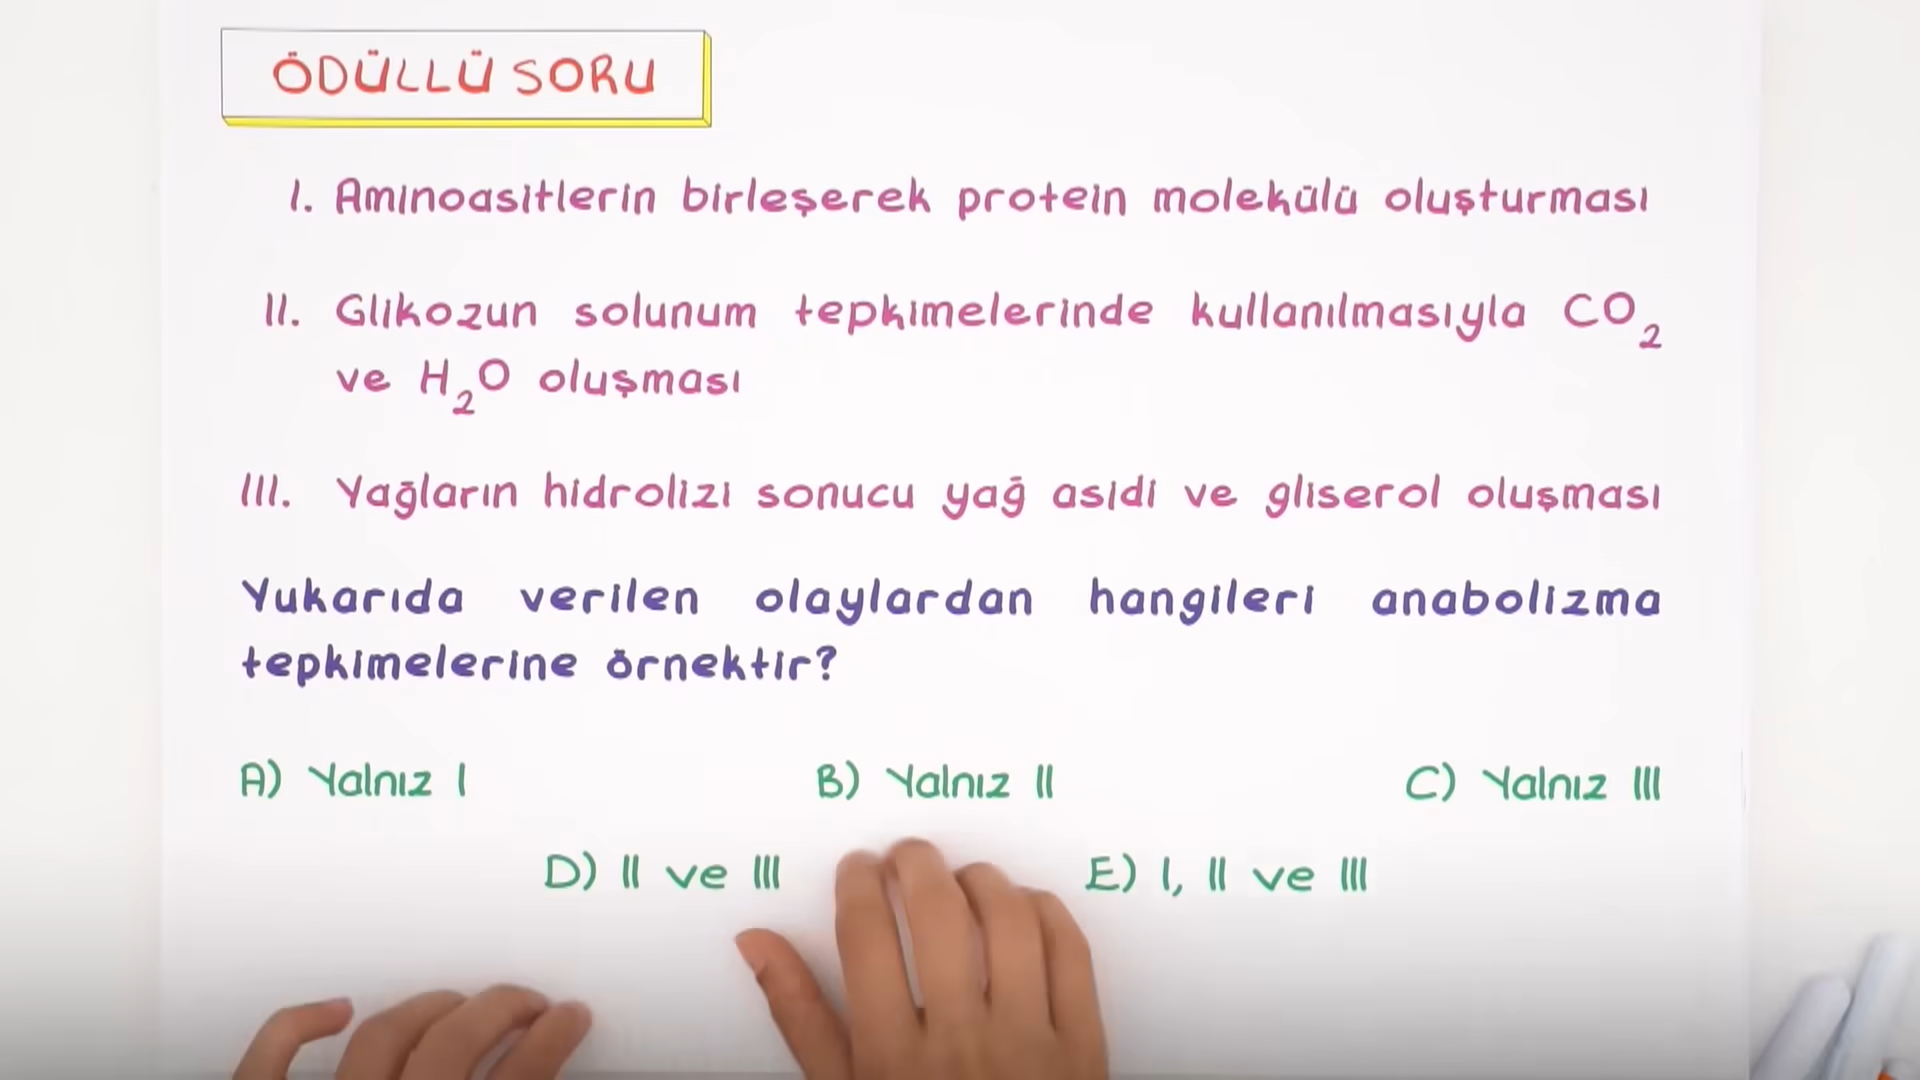 ÖDÜLLÜ SORU
I. Aminoasitlerin birleşerek protein molekülü oluşturması
II. Glikozun solunum tepkimelerinde kullanılmasıyla CO₂
ve H₂O oluşması
III. Yağların hidrolizi sonucu yağ asidi ve gliserol oluşması
Yukarıda verilen olaylardan hangileri anabolizma
tepkimelerine örnektir?
A) Yalnız I B) Yalnız II C) Yalnız III
D) II ve III E) I, II ve III